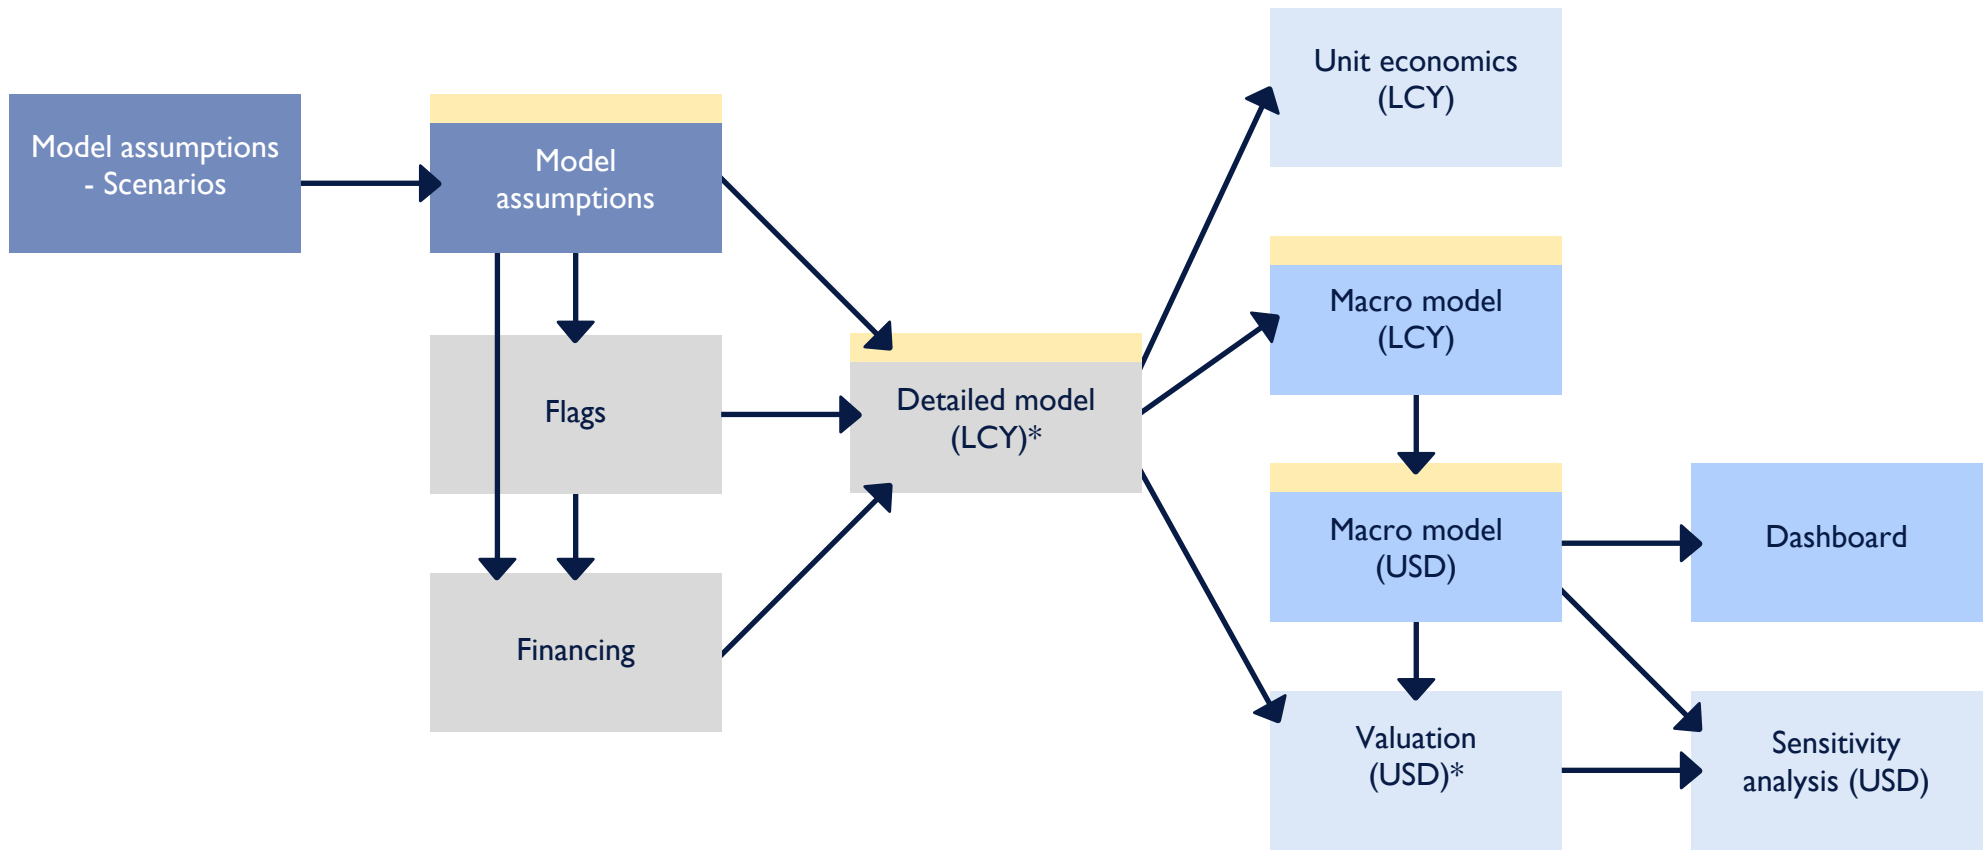 Model assumptions
- Scenarios
Model
assumptions
Flags
Financing
Detailed model
(LCY)*
Unit economics
(LCY)
Macro model
(LCY)
Macro model
(USD)
Dashboard
Valuation
(USD)*
Sensitivity
analysis (USD)